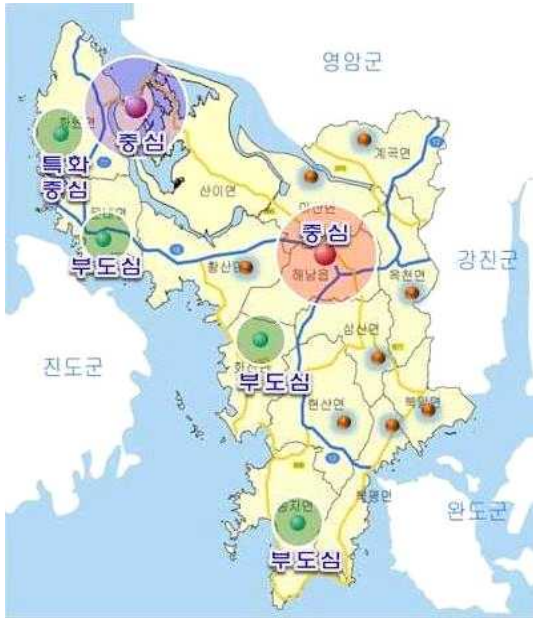 영암군
계곡면
중심
특화
중심
산이면
마산면
중심
부도심
황산면
해남읍
옥천면
강진군
삼산면
진도군
부도심
현산면
북일면
북평면
완도군
부도심